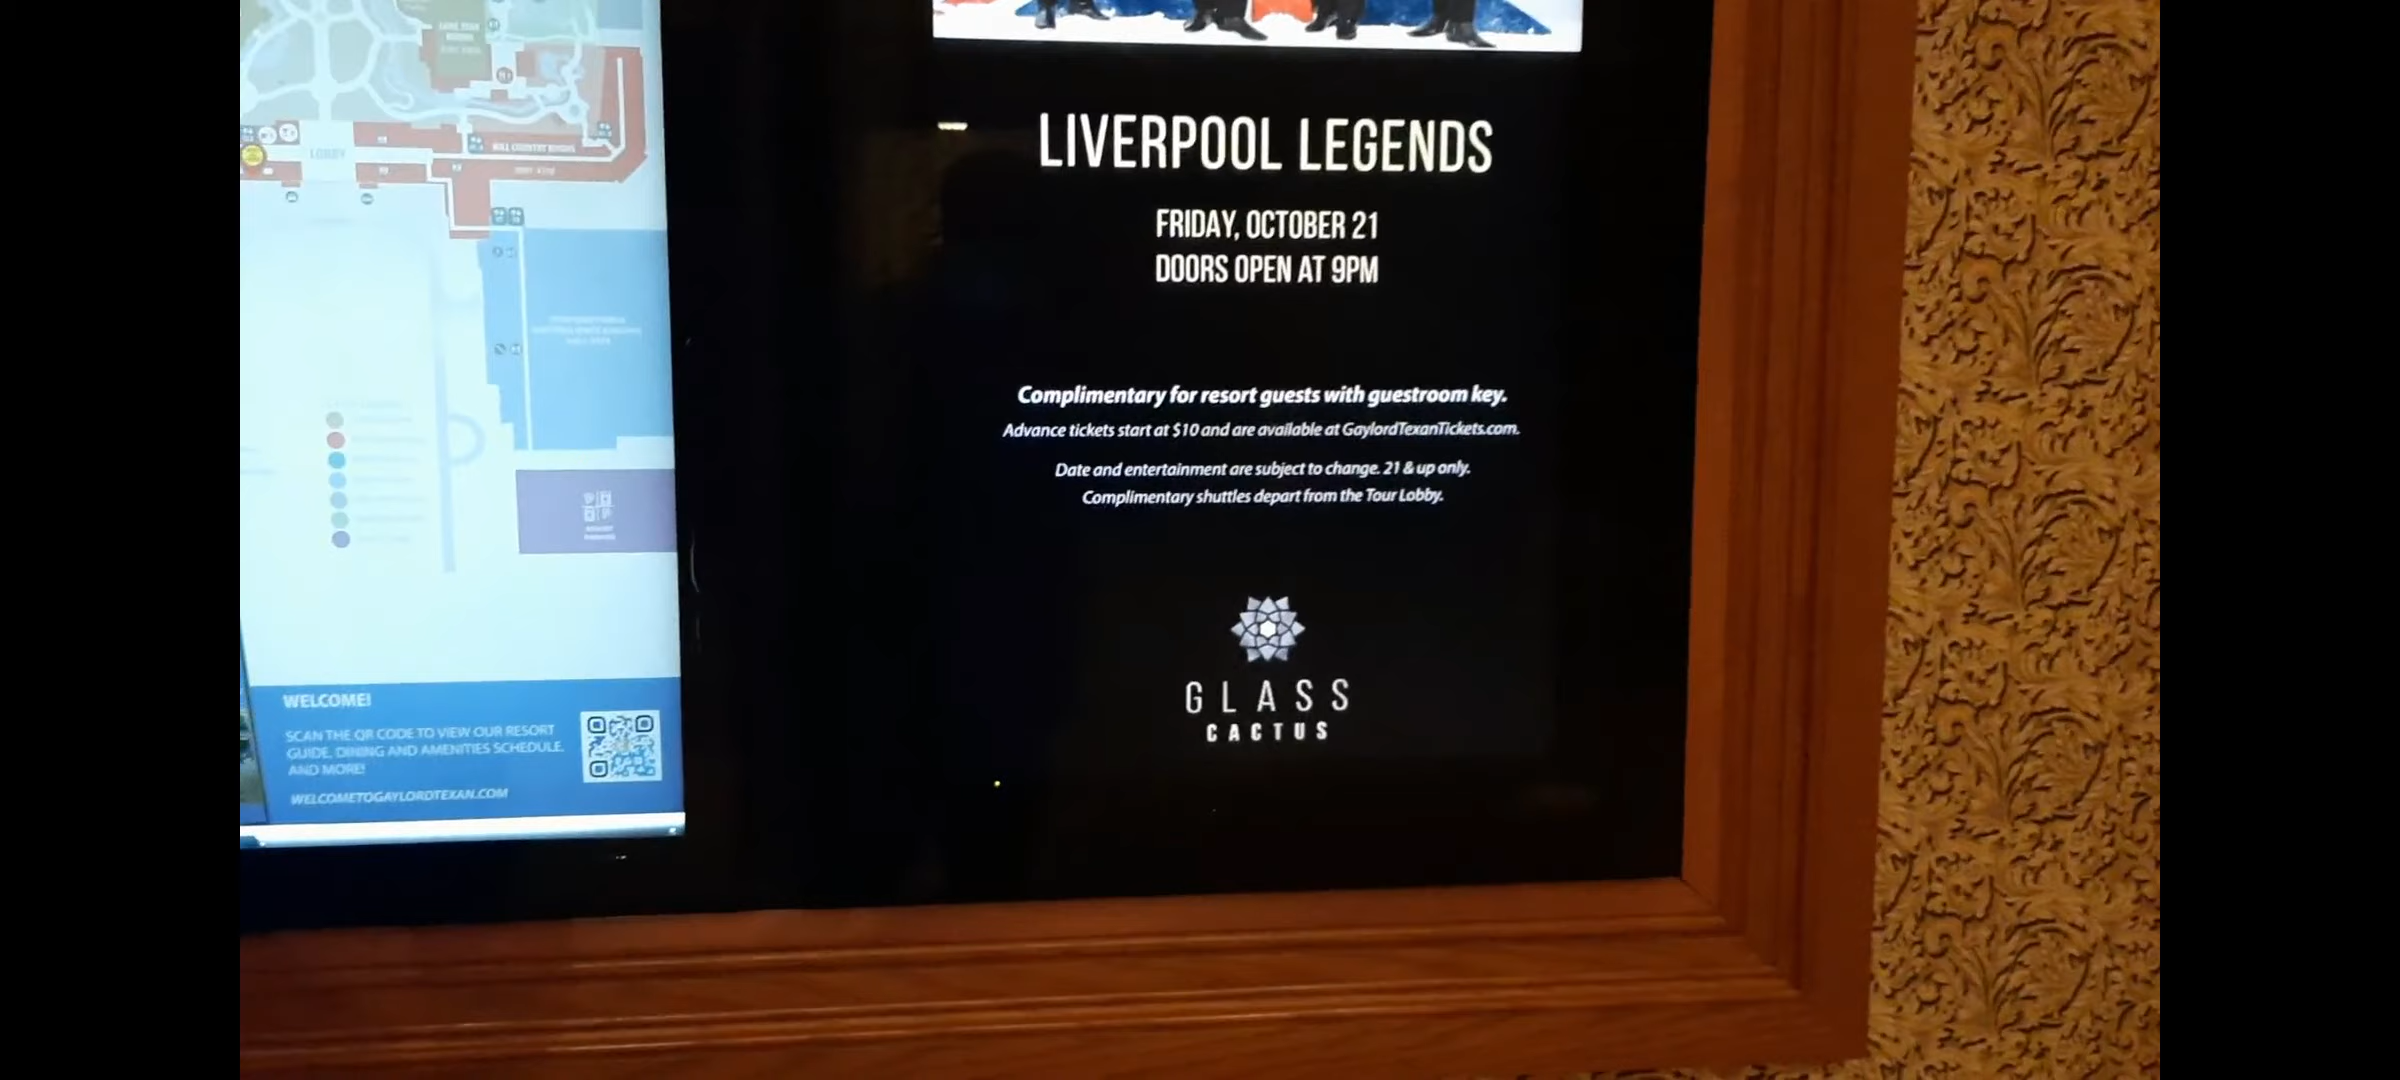 LOBBY
HILL COUNTRY ROOMS
WELCOME!
SCAN THE QR CODE TO VIEW OUR RESORT
GUIDE, DINING AND AMENITIES SCHEDULE,
AND MORE!
WELCOMETOGAYLORDTEXAN.COM
LIVERPOOL LEGENDS
FRIDAY, OCTOBER 21
DOORS OPEN AT 9PM
Complimentary for resort guests with guestroom key.
Advance tickets start at $10 and are available at GaylordTexanTickets.com.
Date and entertainment are subject to change. 21 & up only.
Complimentary shuttles depart from the Tour Lobby.
GLASS
CACTUS